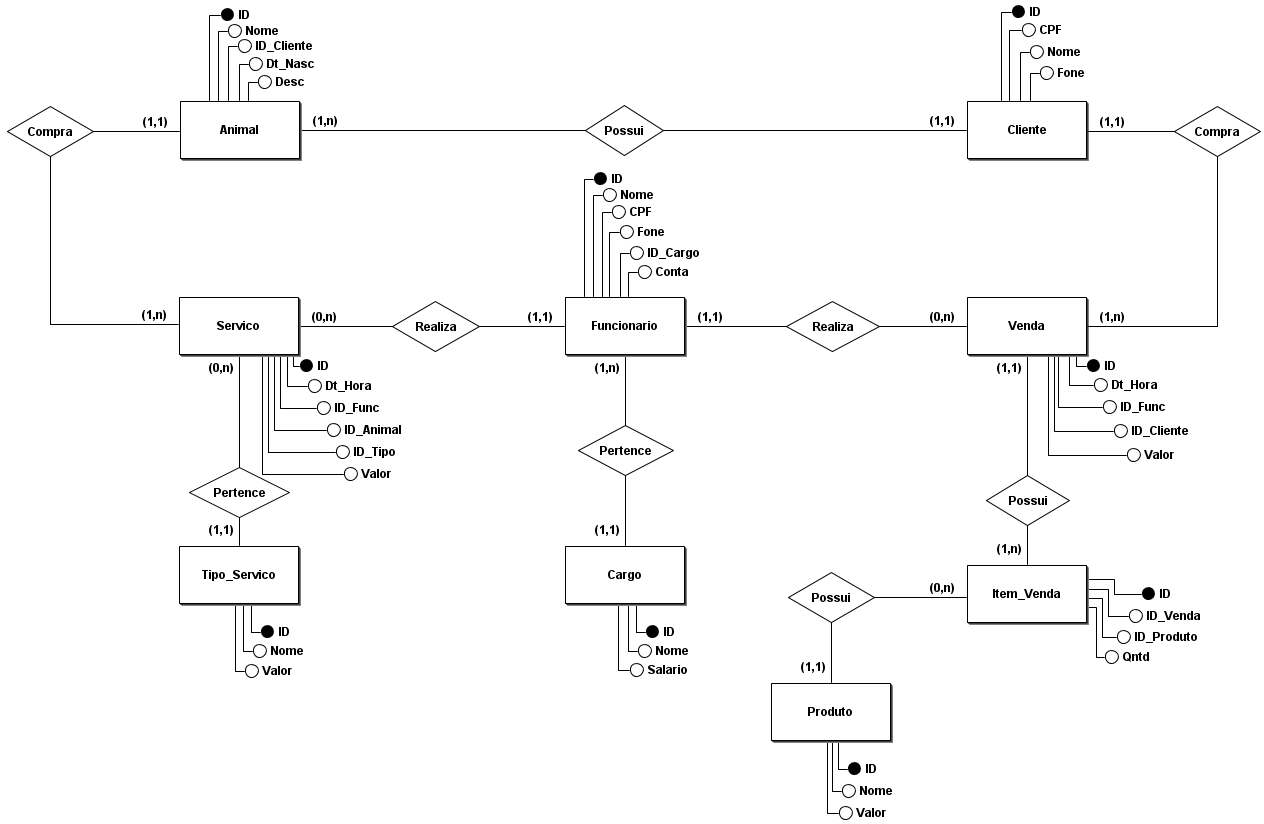 ID
Nome
ID_Cliente
Dt_Nasc
Desc
Animal
ID
CPF
Nome
Fone
Cliente
Compra
(1,1)
(1,n)
Possui
(1,1)
(1,1)
Compra
ID
Nome
CPF
Fone
ID_Cargo
Conta
(1,n)
Servico
(0,n)
Realiza
(1,1)
Funcionario
(1,1)
Realiza
(0,n)
Venda
(1,n)
(0,n)
ID
Dt_Hora
ID_Func
ID_Animal
ID_Tipo
Valor
Pertence
(1,1)
Tipo_Servico
ID
Nome
Valor
(1,n)
Pertence
(1,1)
Cargo
ID
Nome
Salario
(1,1)
ID
Dt_Hora
ID_Func
ID_Cliente
Valor
Possui
(1,n)
Item_Venda
ID
ID_Venda
ID_Produto
Qntd
(0,n)
Possui
(1,1)
Produto
ID
Nome
Valor